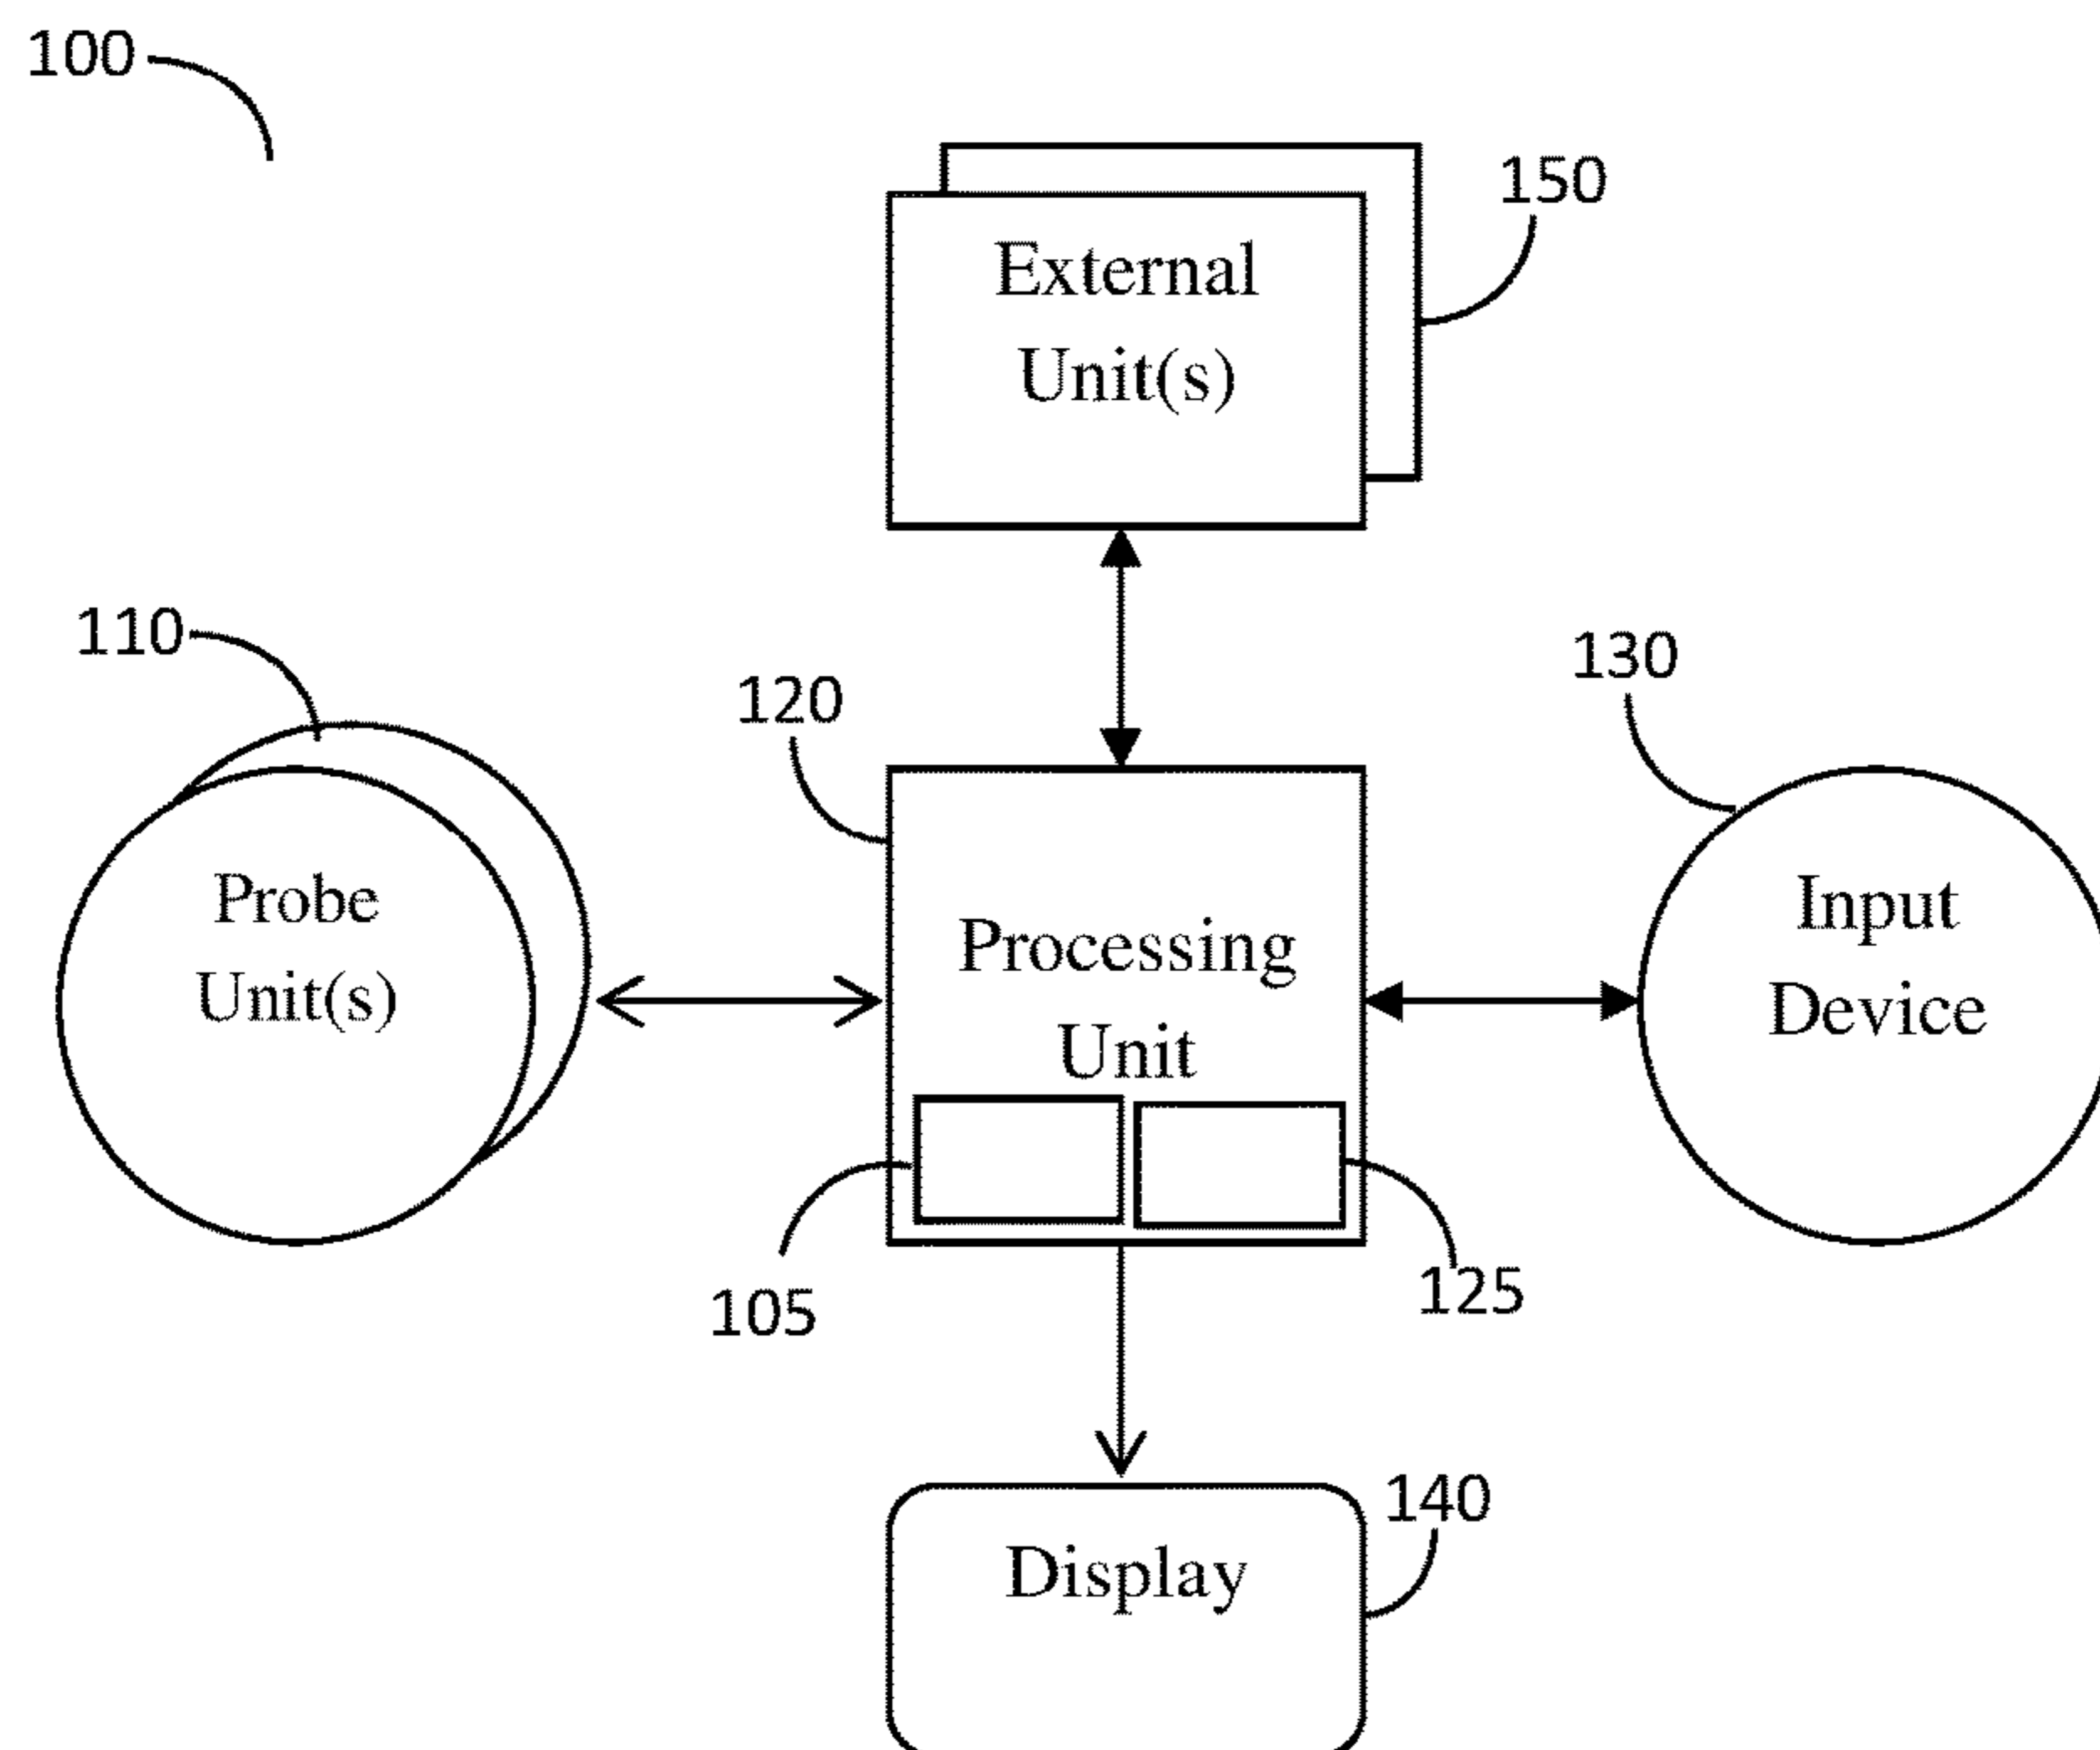 100
150
External
Unit(s)
110
120
130
Probe
Unit(s)
Processing
Unit
Input
Device
105
125
140
Display